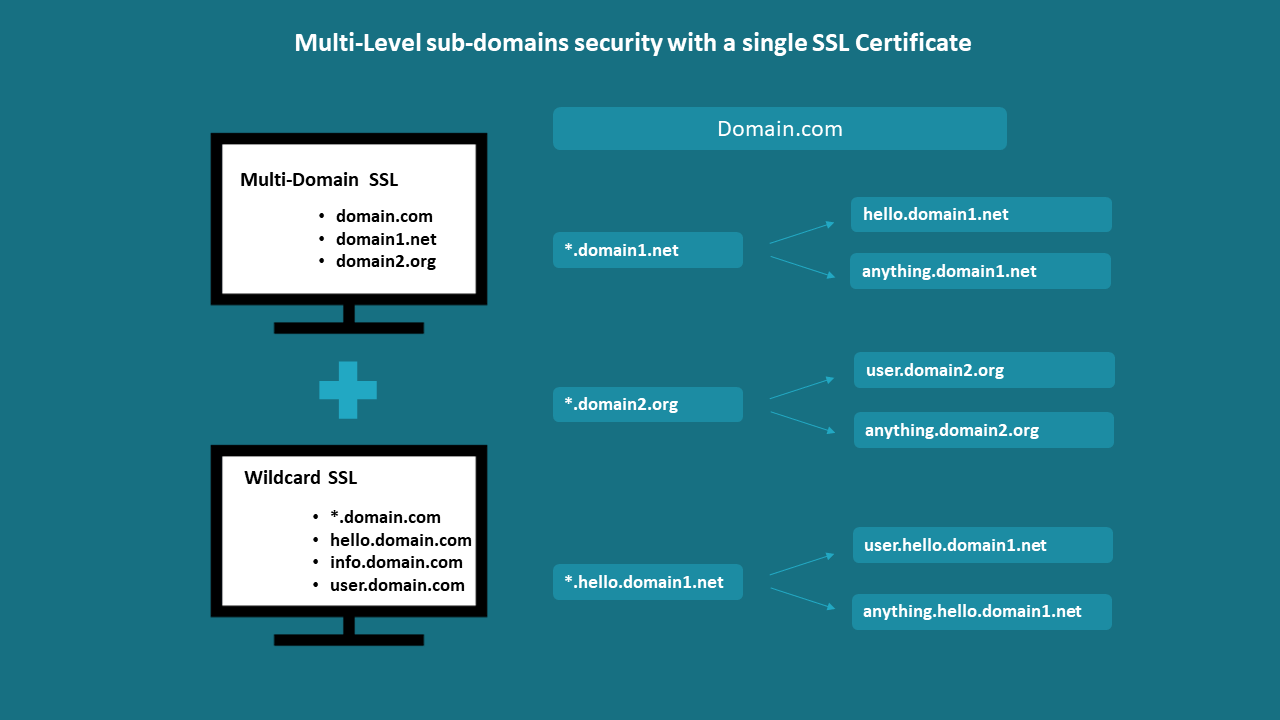 Multi-Level sub-domains security with a single SSL Certificate
Multi-Domain SSL
• domain.com
• domain1.net
• domain2.org
Wildcard SSL
• *.domain.com
• hello.domain.com
• info.domain.com
• user.domain.com
Domain.com
*.domain1.net
hello.domain1.net
anything.domain1.net
*.domain2.org
user.domain2.org
anything.domain2.org
*.hello.domain1.net
user.hello.domain1.net
anything.hello.domain1.net